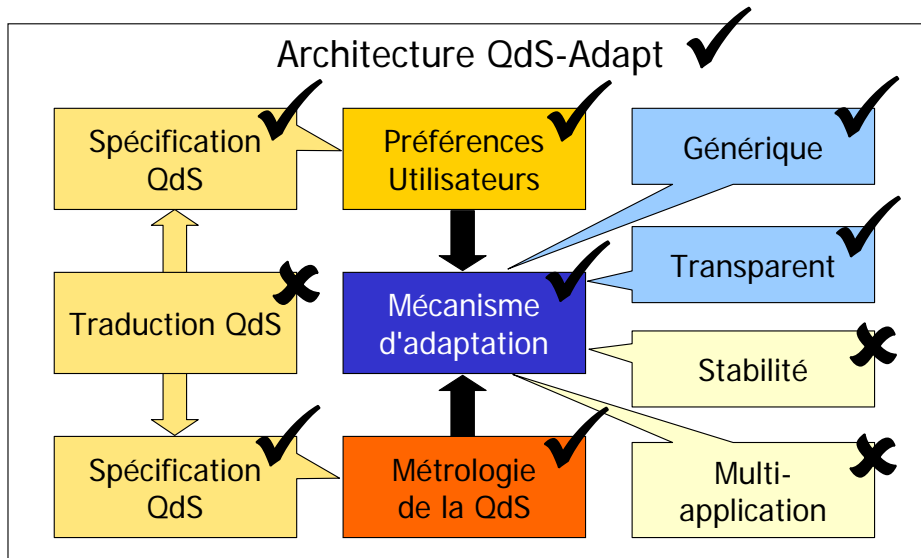 Architecture QdS-Adapt
Spécification
QdS
Préférences
Utilisateurs
Générique
Traduction QdS
Mécanisme
d'adaptation
Transparent
Stabilité
Spécification
QdS
Métrologie
de la QdS
Multi-
application